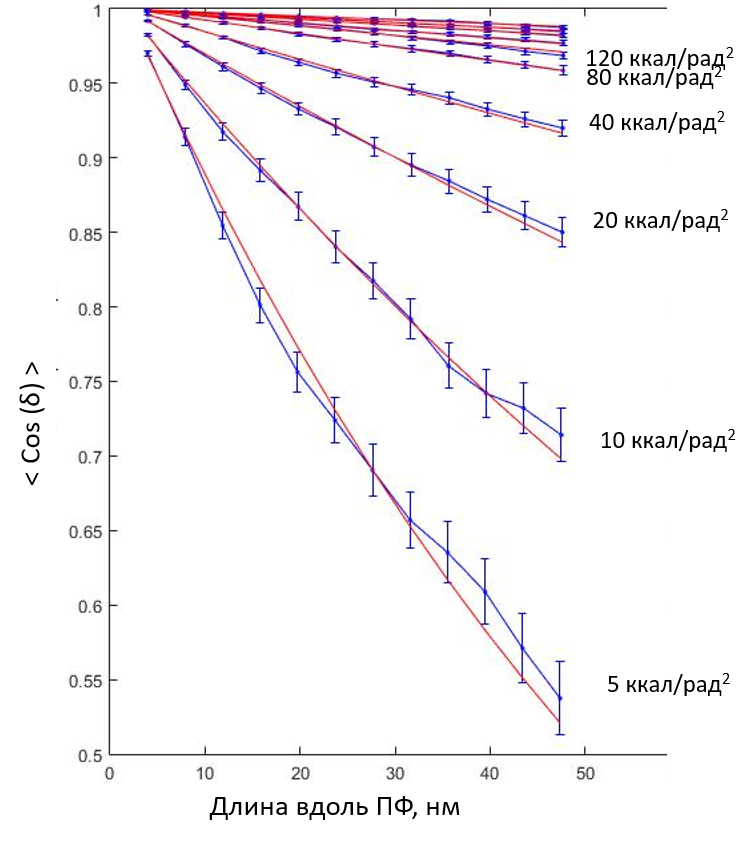 1
0.95
0.9
0.85
0.8
0.75
0.7
0.65
0.6
0.55
0.5
0
10
20
30
40
50
< Cos (δ) >
Длина вдоль ПФ, нм
120 ккал/рад²
80 ккал/рад²
40 ккал/рад²
20 ккал/рад²
10 ккал/рад²
5 ккал/рад²